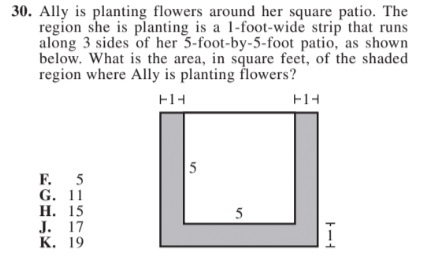 30. Ally is planting flowers around her square patio. The
region she is planting is a 1-foot-wide strip that runs
along 3 sides of her 5-foot-by-5-foot patio, as shown
below. What is the area, in square feet, of the shaded
region where Ally is planting flowers?
1 1
5
F. 5
G. 11
H. 15
5
J. 17
1
K. 19